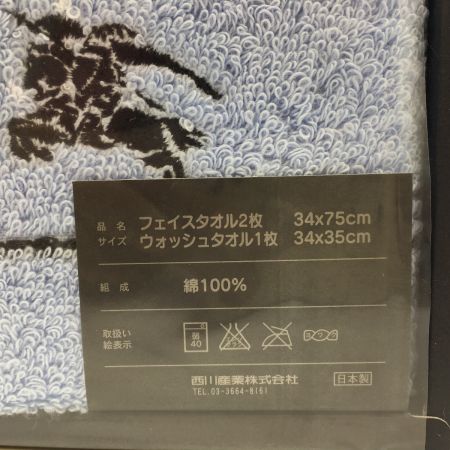 品名 フェイスタオル2枚 34x75cm
サイズ ウォッシュタオル1枚 34x35cm
組成 綿100%
取扱い
絵表示
弱
40
西川産業株式会社 日本製
TEL.03-3664-8161